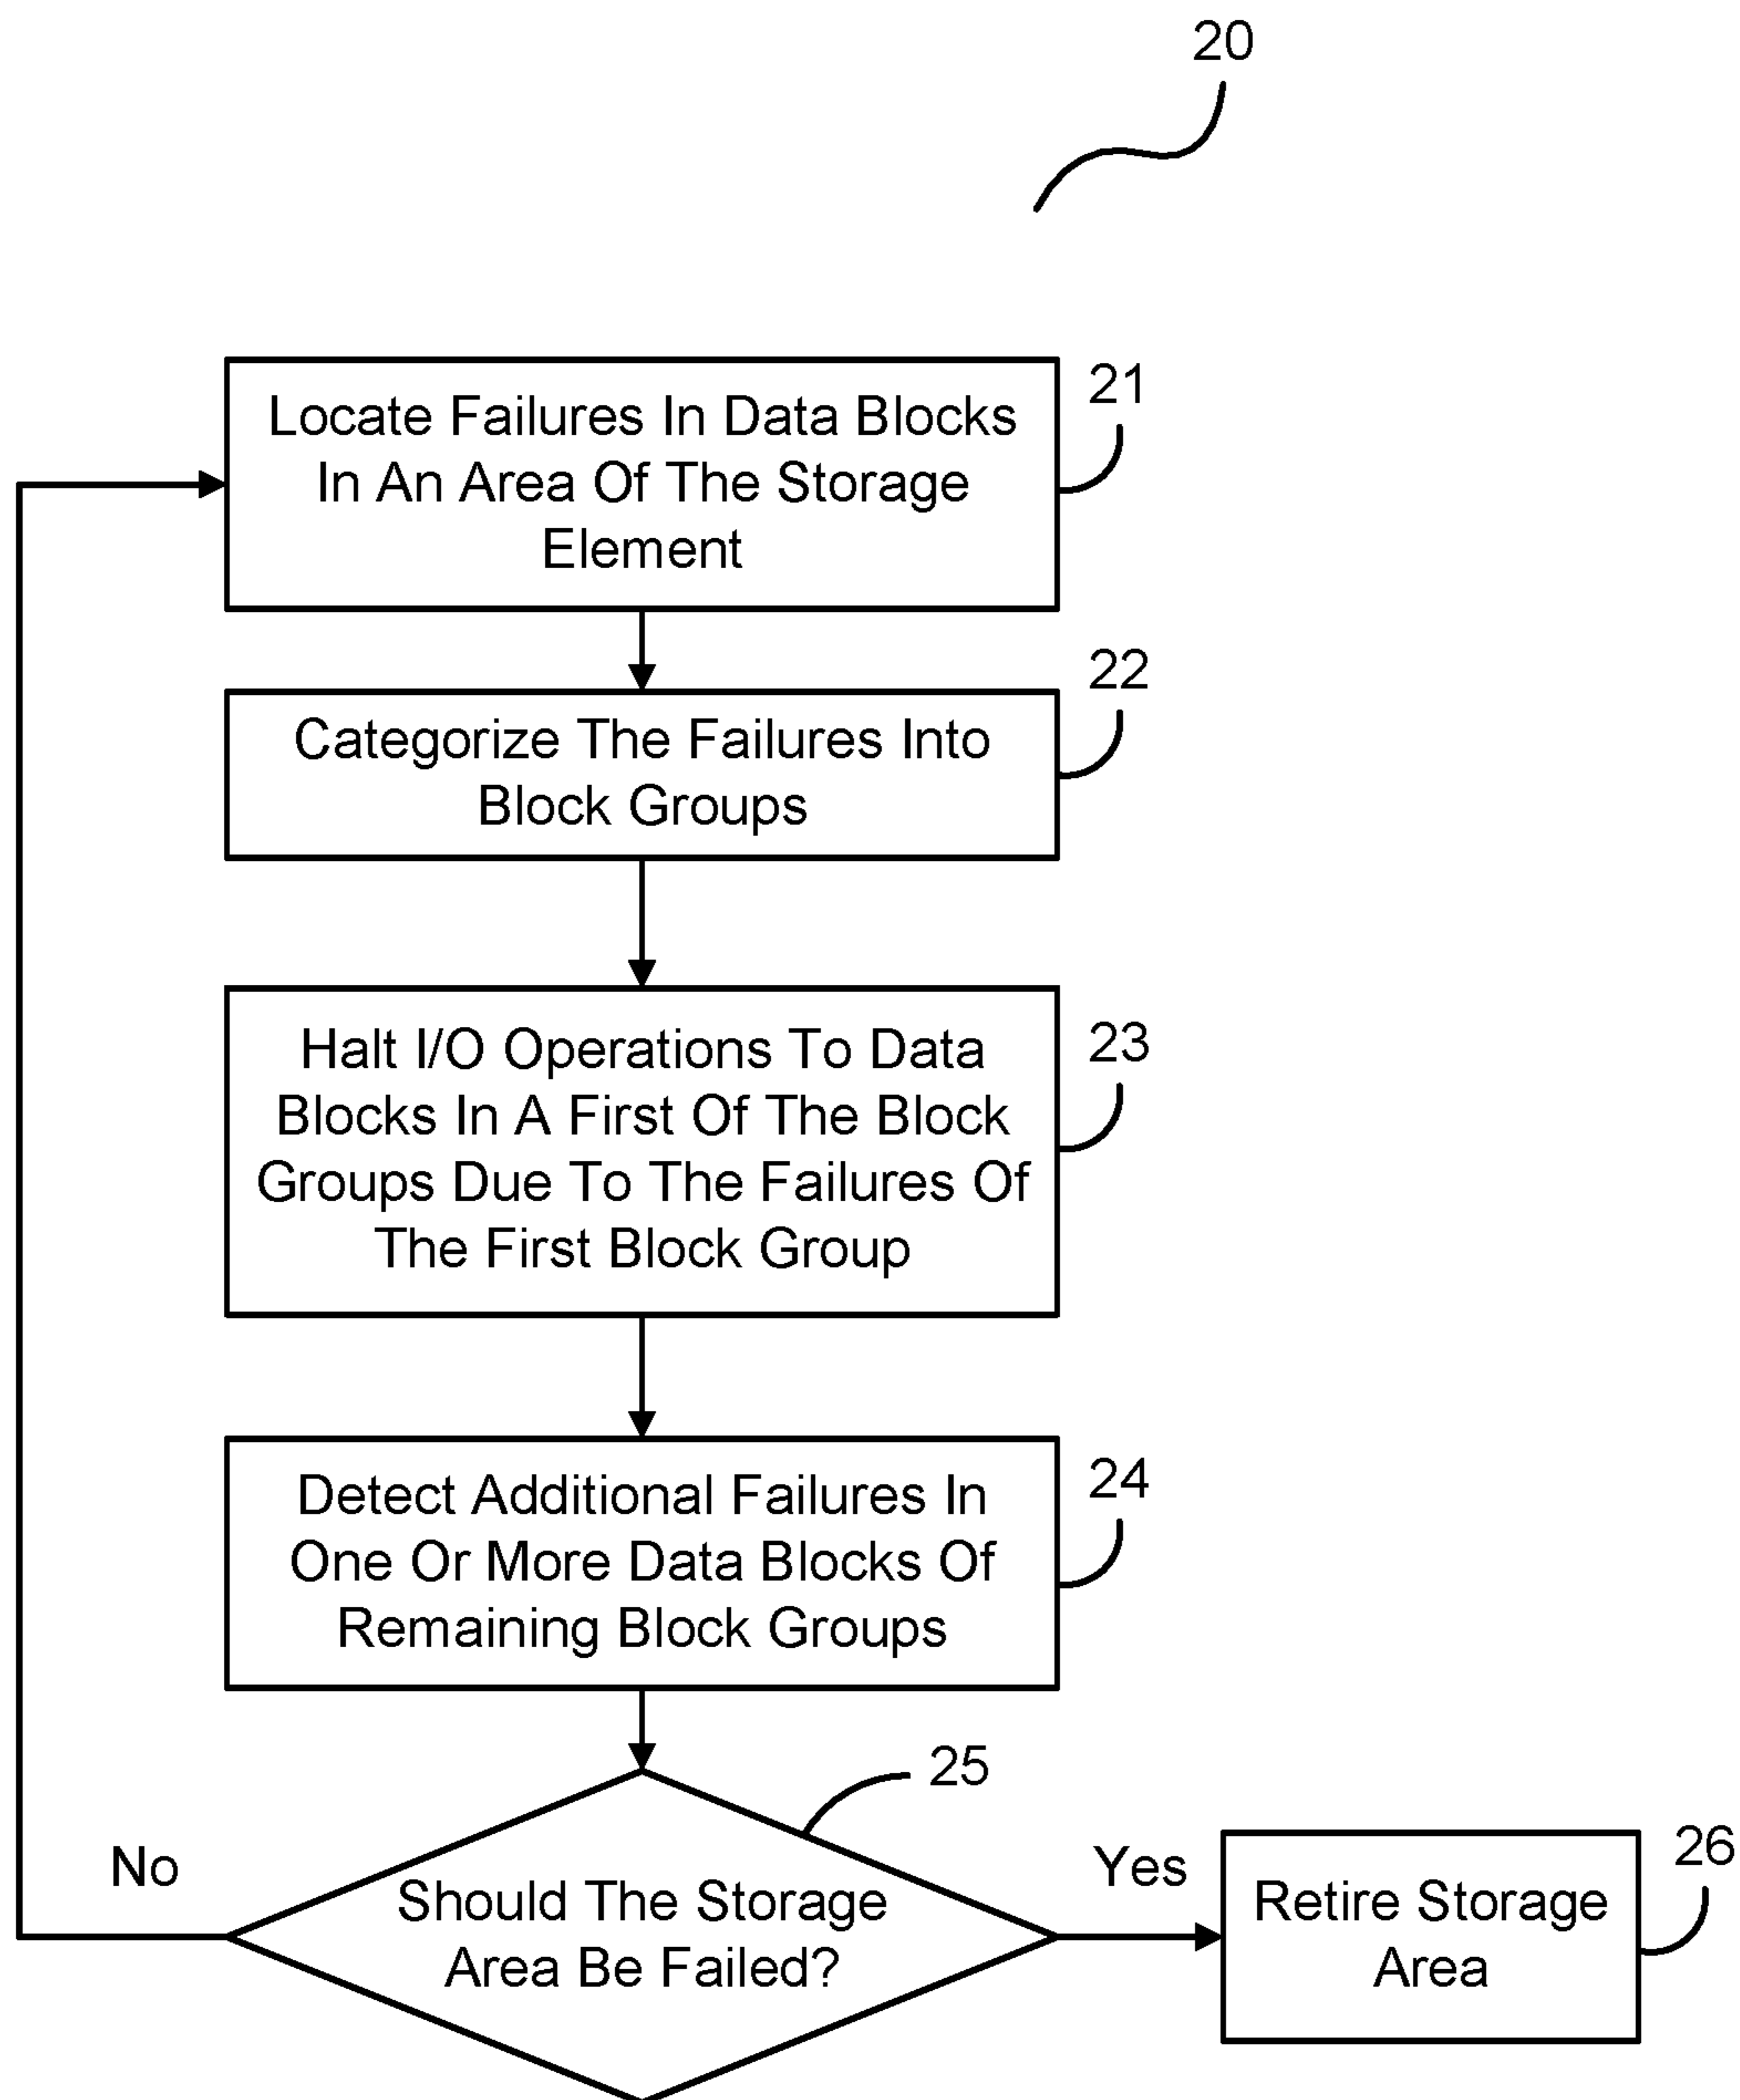 20
Locate Failures In Data Blocks
In An Area Of The Storage
Element
21
Categorize The Failures Into
Block Groups
22
Halt I/O Operations To Data
Blocks In A First Of The Block
Groups Due To The Failures Of
The First Block Group
23
Detect Additional Failures In
One Or More Data Blocks Of
Remaining Block Groups
24
25
Should The Storage
Area Be Failed?
No
Yes
Retire Storage
Area
26